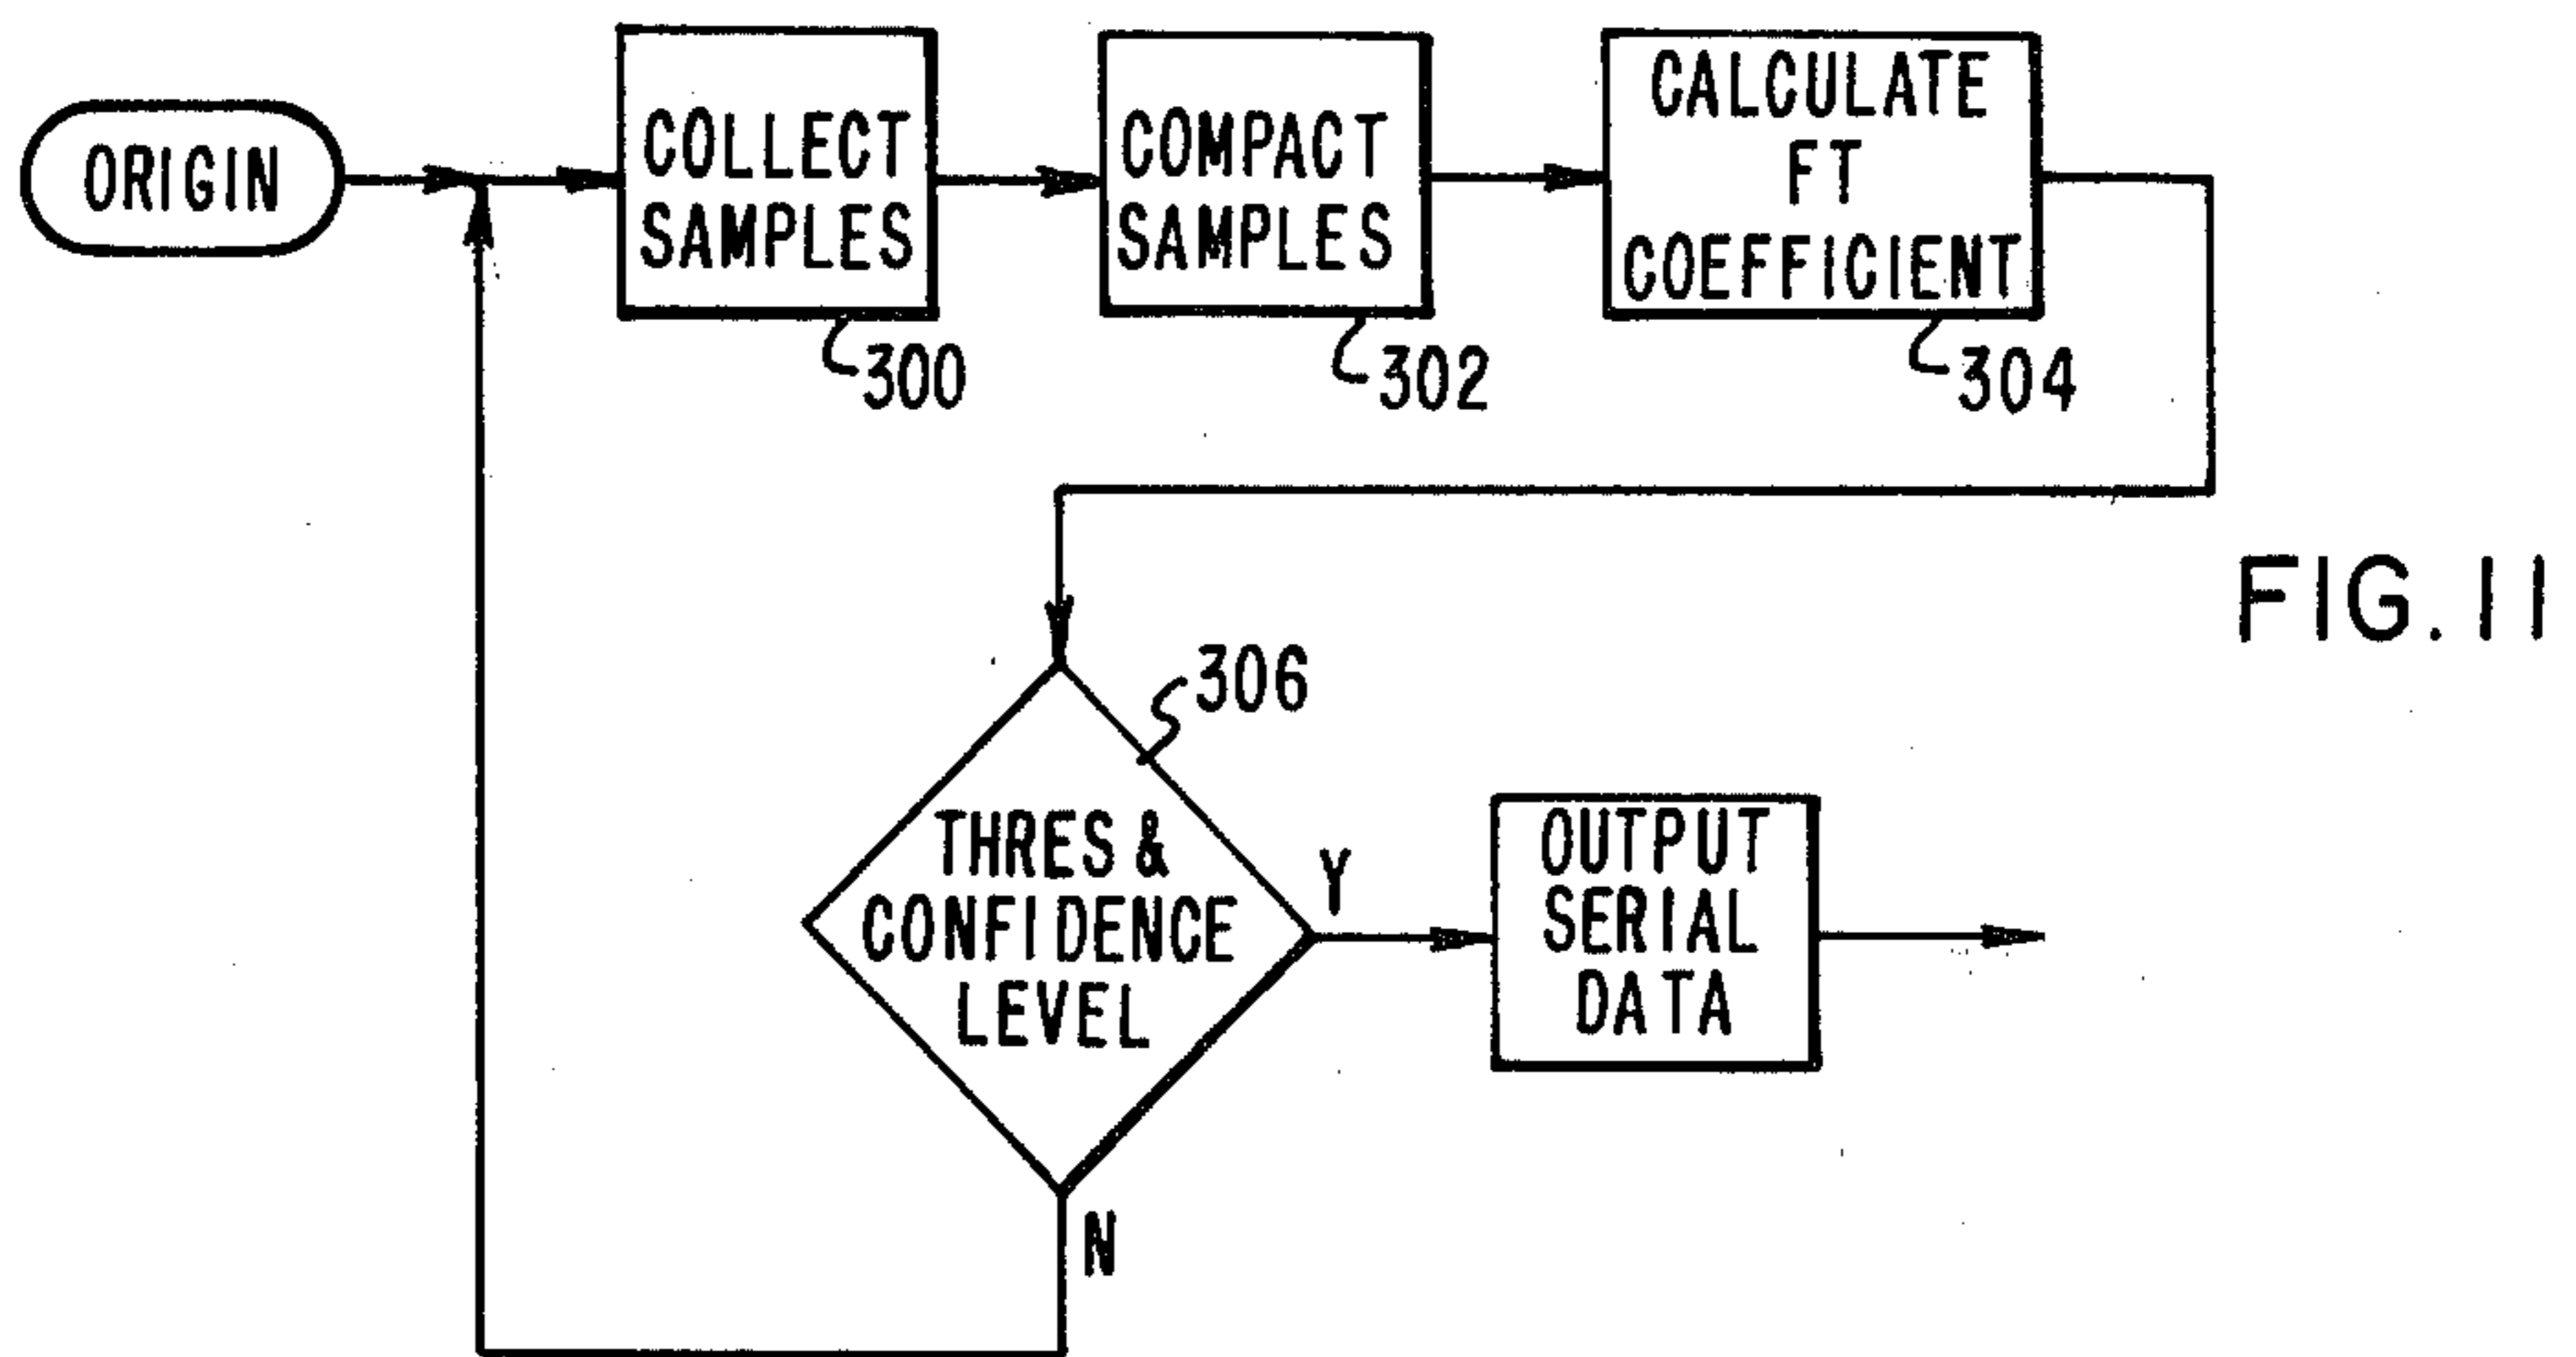 ORIGIN
COLLECT
SAMPLES
300
COMPACT
SAMPLES
302
CALCULATE
FT
COEFFICIENT
304
FIG. 11
306
THRES &
CONFIDENCE
LEVEL
Y
N
OUTPUT
SERIAL
DATA